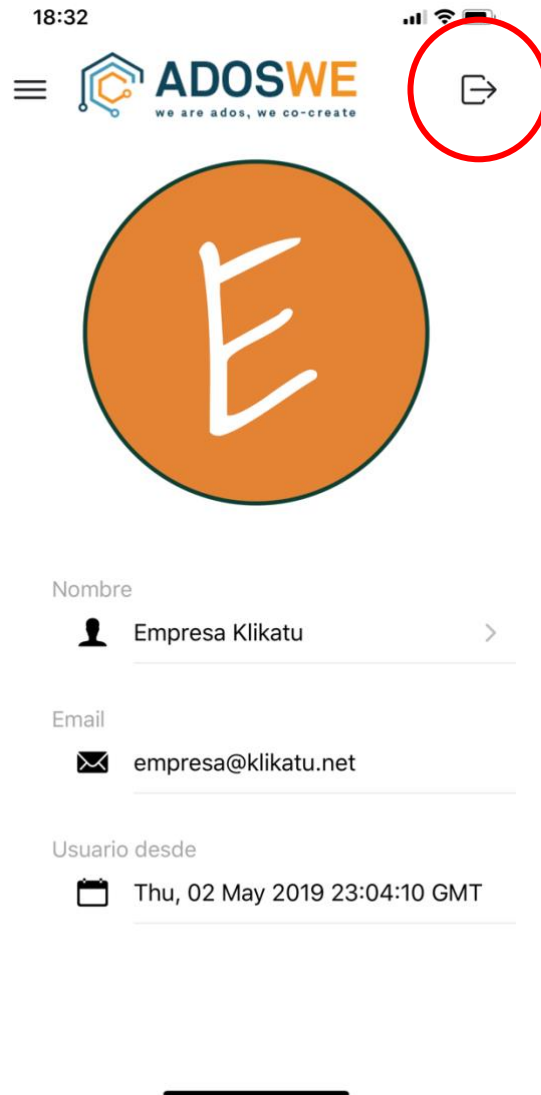 18:32
ADOSWE
we are ados, we co-create
E
Nombre
Empresa Klikatu
Email
empresa@klikatu.net
Usuario desde
Thu, 02 May 2019 23:04:10 GMT